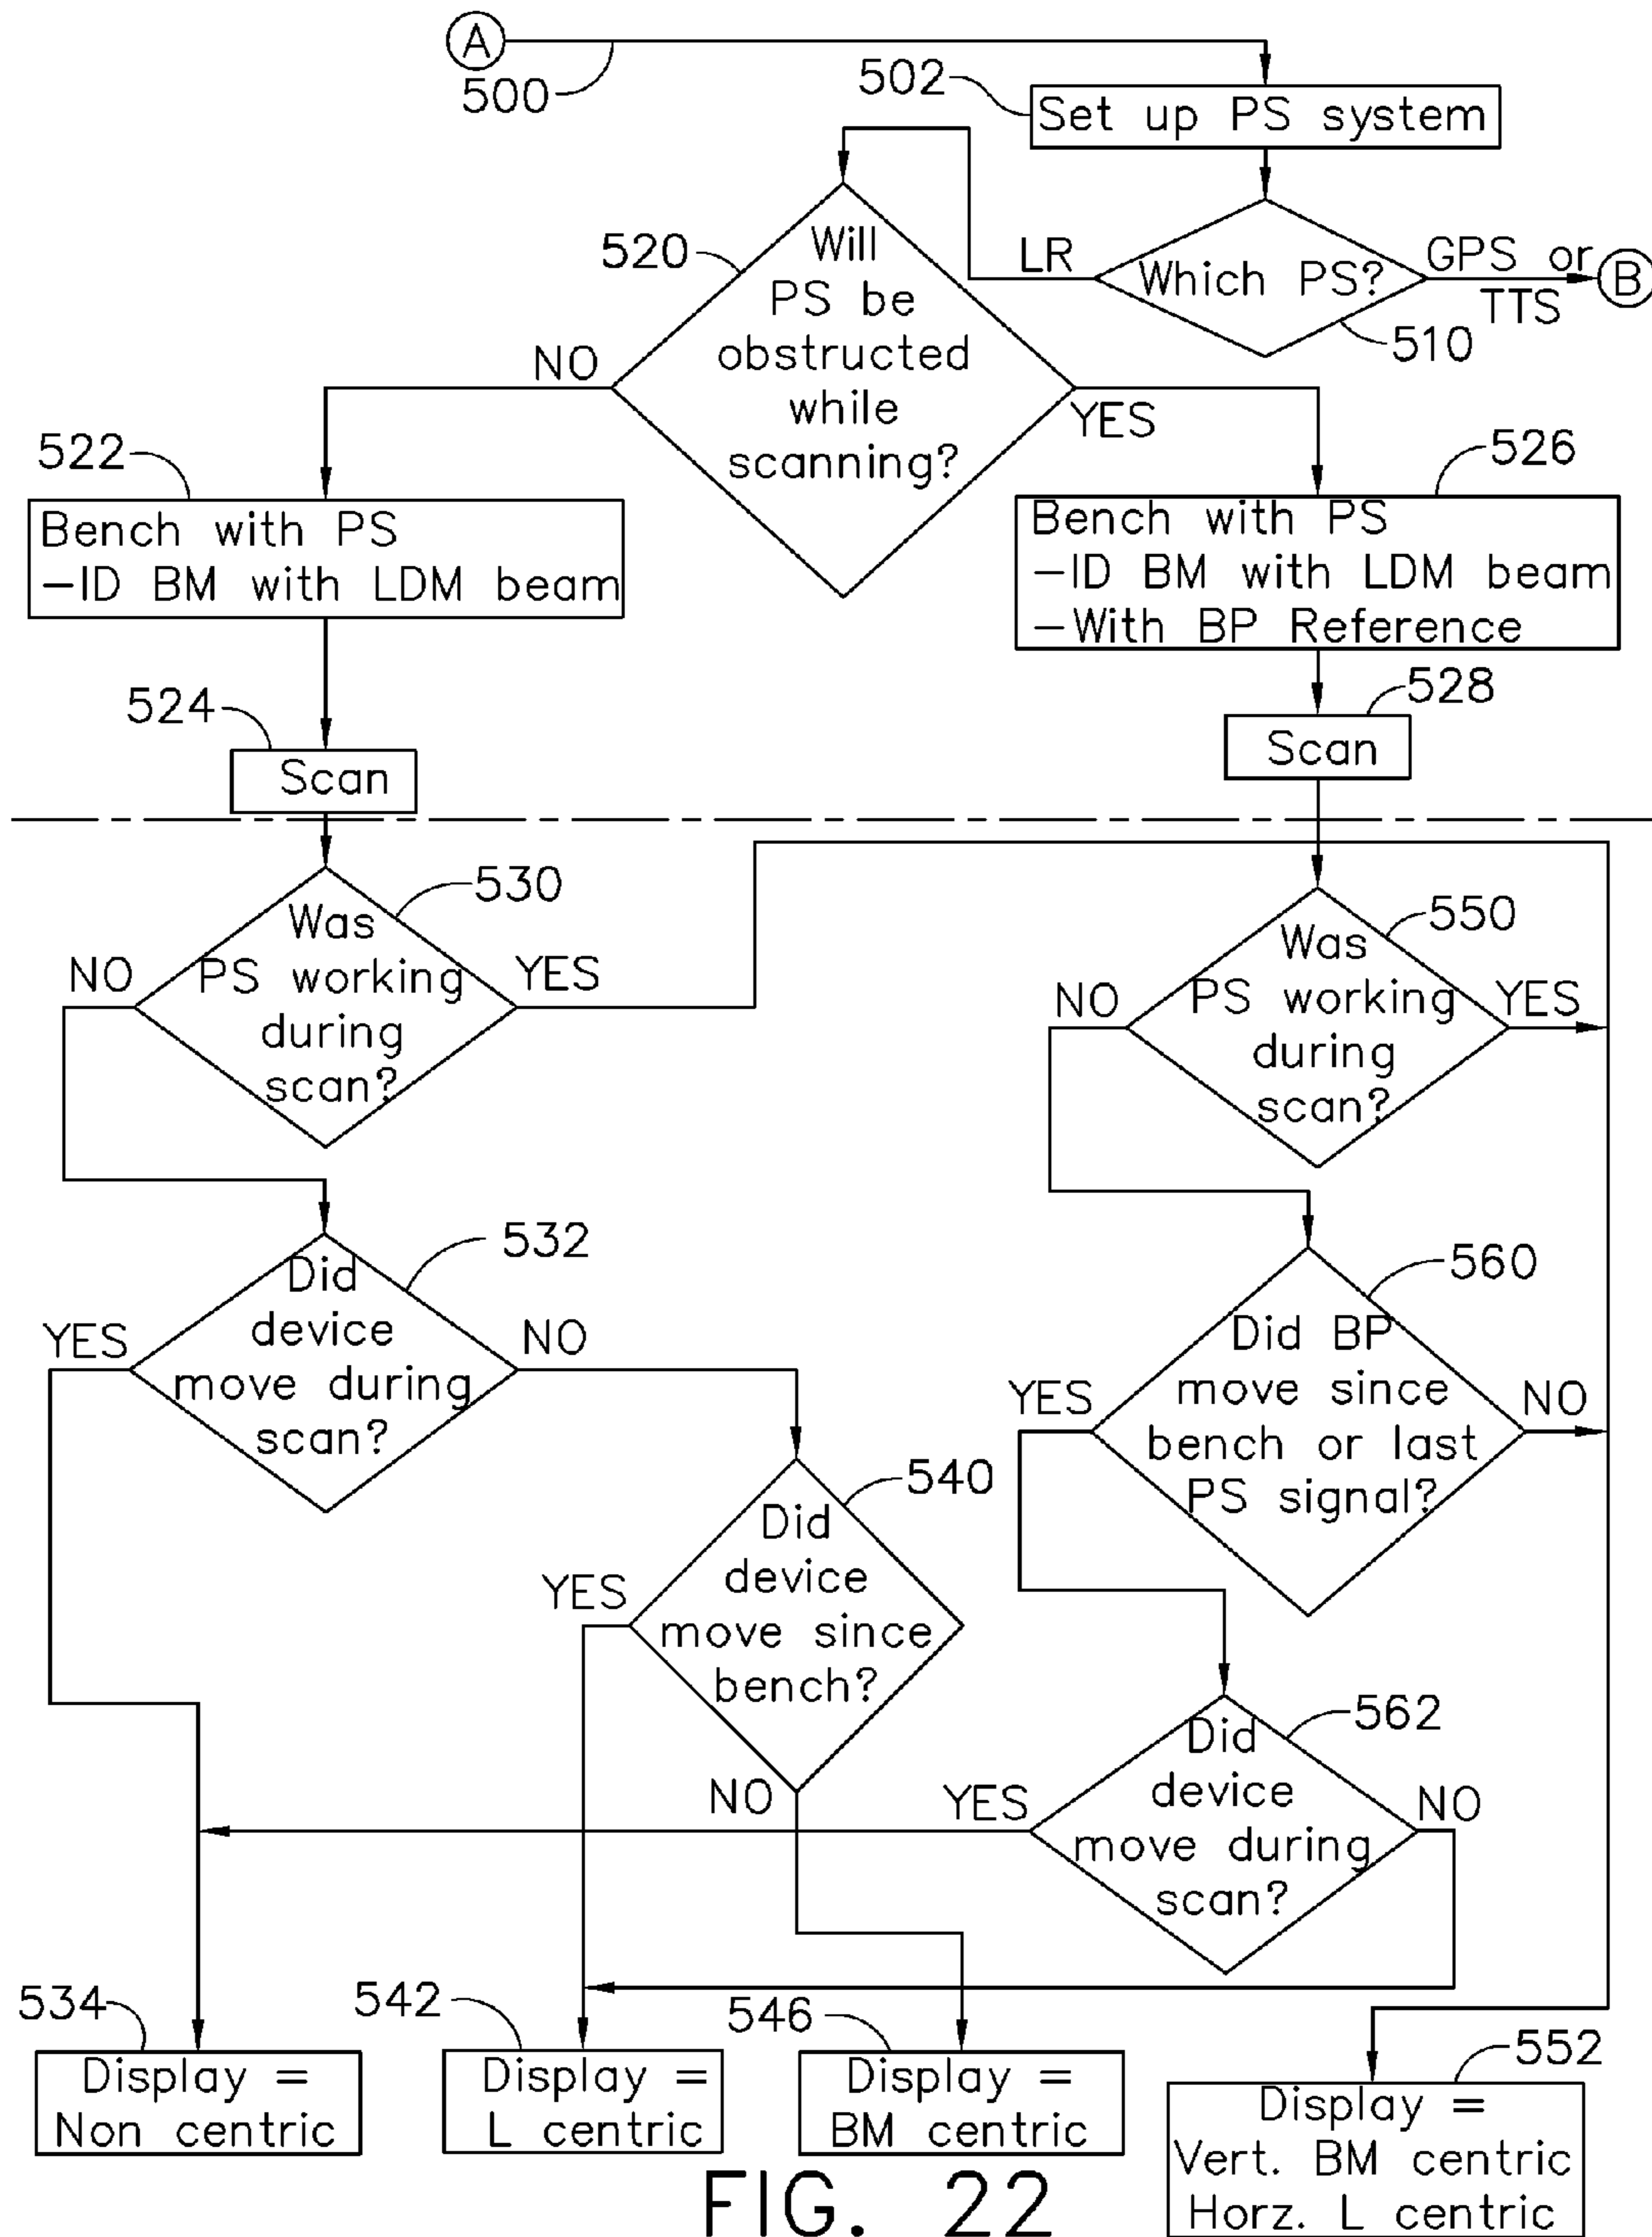 A
500
502
Set up PS system
520
Will
PS be
obstructed
while
scanning?
LR
Which PS?
GPS or
TTS
B
510
NO
YES
522
Bench with PS
-ID BM with LDM beam
526
Bench with PS
-ID BM with LDM beam
-With BP Reference
524
Scan
528
Scan
530
Was
PS working
during
scan?
NO
YES
550
Was
PS working
during
scan?
NO
YES
532
Did
device
move during
scan?
YES
NO
560
Did BP
move since
bench or last
PS signal?
YES
NO
540
Did
device
move since
bench?
YES
NO
562
Did
device
move during
scan?
YES
NO
534
Display =
Non centric
542
Display =
L centric
546
Display =
BM centric
552
Display =
Vert. BM centric
Horz. L centric
FIG. 22